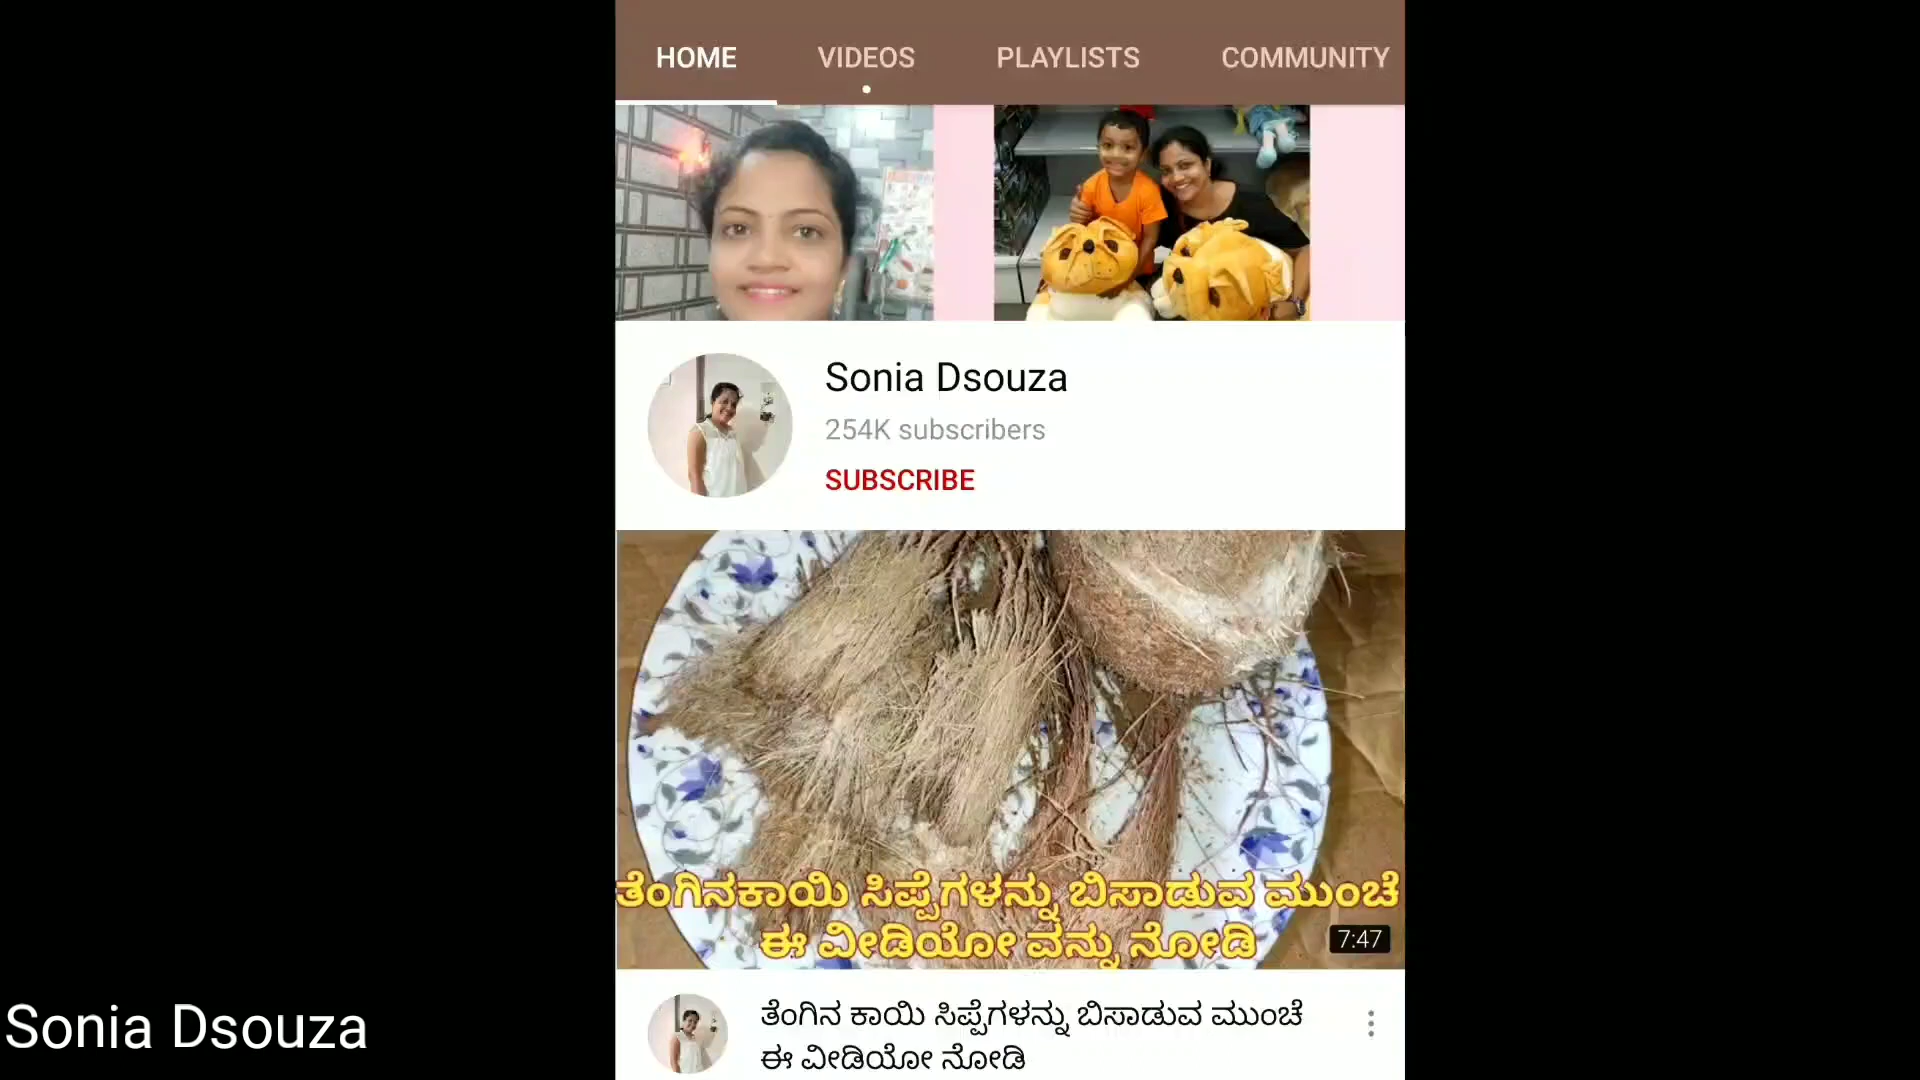 HOME VIDEOS PLAYLISTS COMMUNITY
Sonia Dsouza
254K subscribers
SUBSCRIBE
ತೆಂಗಿನಕಾಯಿ ಸಿಪ್ಪೆಗಳನ್ನು ಬಿಸಾಡುವ ಮುಂಚೆ
ಈ ವೀಡಿಯೋ ವನ್ನು ನೋಡಿ
7:47
ತೆಂಗಿನ ಕಾಯಿ ಸಿಪ್ಪೆಗಳನ್ನು ಬಿಸಾಡುವ ಮುಂಚೆ
ಈ ವೀಡಿಯೋ ನೋಡಿ
Sonia Dsouza